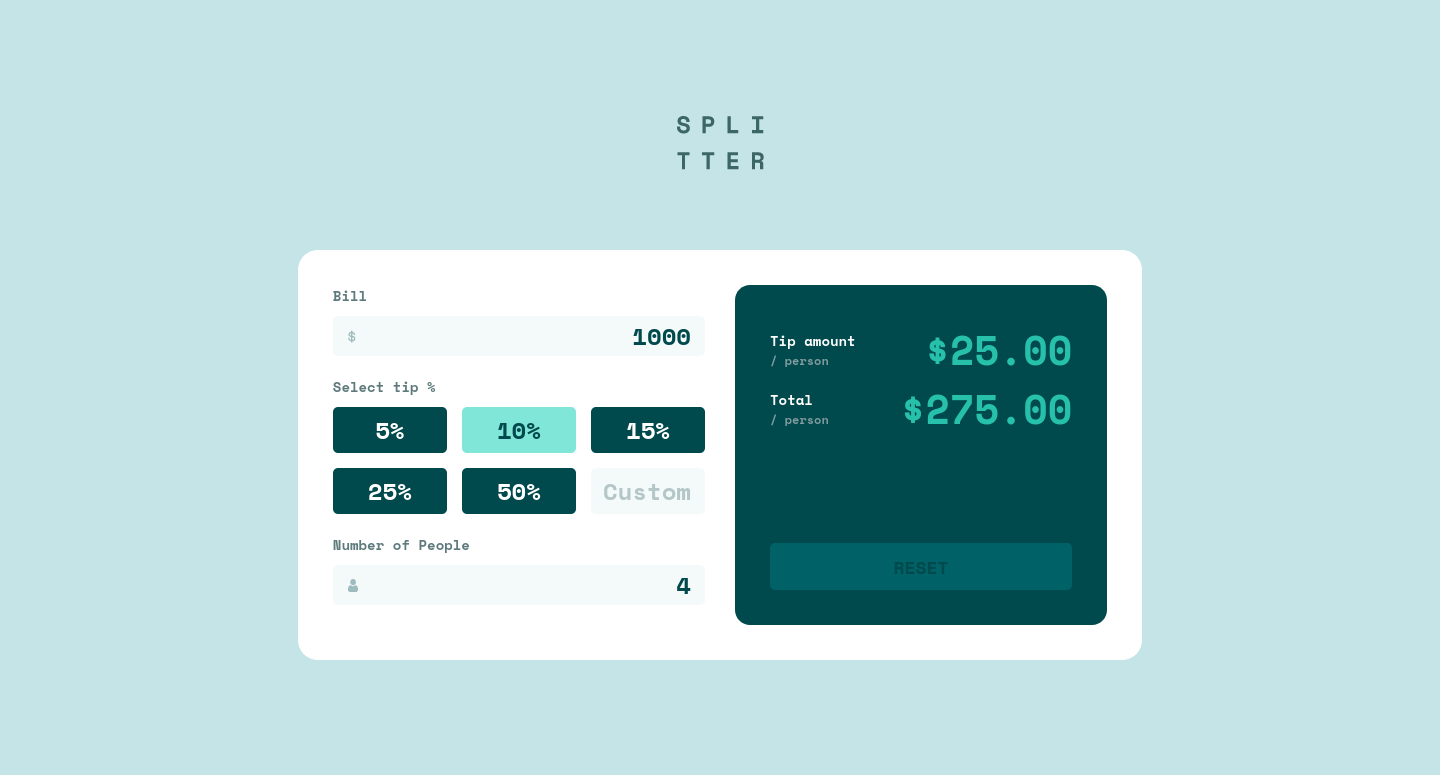 SPLI
TTER
Bill
$ 1000
Select tip %
5% 10% 15%
25% 50% Custom
Number of People
4
Tip amount
/ person
$25.00
Total
/ person
$275.00
RESET